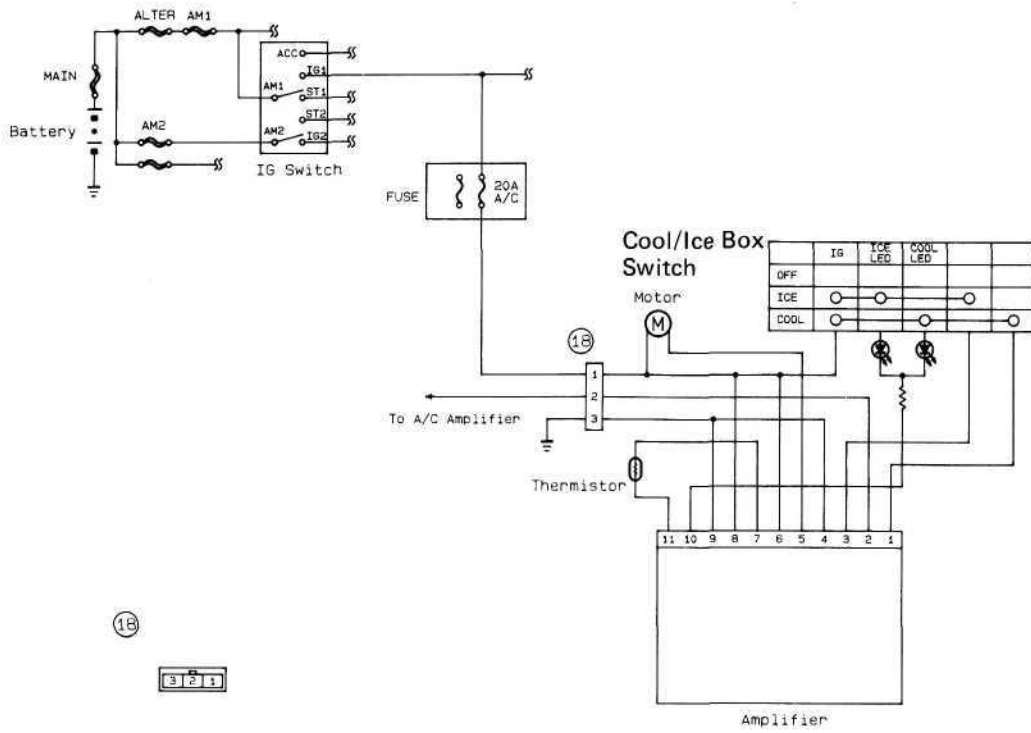 ALTER AM1
ACC
IG1
MAIN
AM1 ST1
ST2
Battery
AM2
AM2 IG2
IG Switch
FUSE
20A
A/C
Cool/Ice Box
Switch
IG ICE LED COOL LED
OFF
ICE
COOL
Motor
M
18
1
2
3
To A/C Amplifier
Thermistor
11 10 9 8 7 6 5 4 3 2 1
18
3 2 1
Amplifier